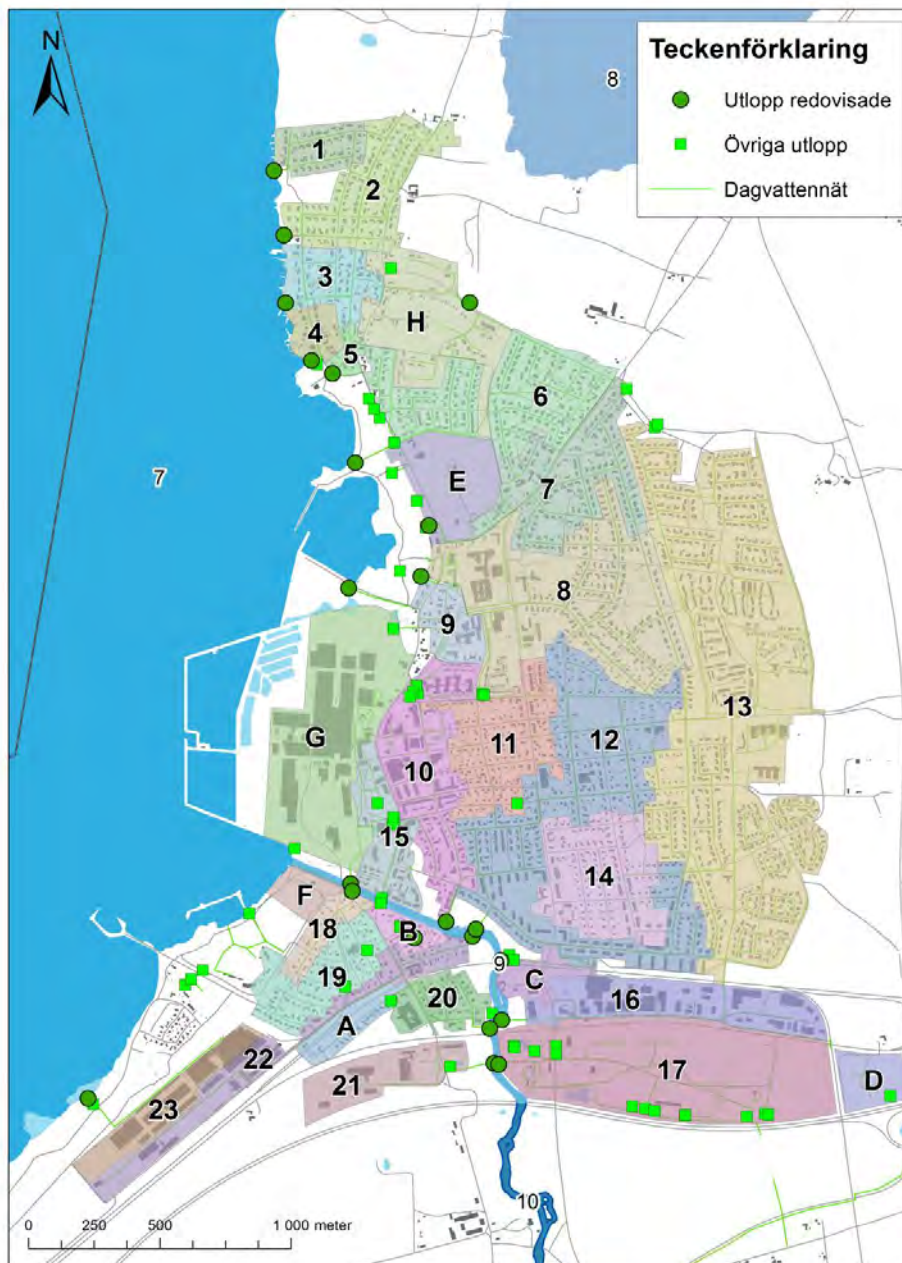 N
8
Teckenförklaring
Utlopp redovisade
Övriga utlopp
Dagvattennät
1
2
3
H
4
5
6
7
E
7
8
9
13
G
11
12
10
15
14
F
18
B
9
C
19
20
16
A
22
21
17
D
23
10
0 250 500 1 000 meter